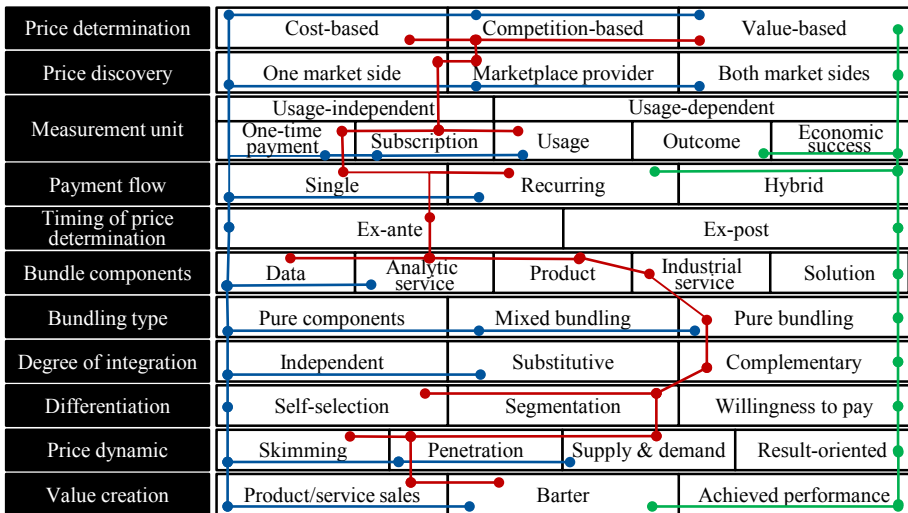 Price determination Cost-based Competition-based Value-based
Price discovery One market side Marketplace provider Both market sides
Measurement unit
Usage-independent Usage-dependent
One-time payment Subscription Usage Outcome Economic success
Payment flow Single Recurring Hybrid
Timing of price determination Ex-ante Ex-post
Bundle components Data Analytic service Product Industrial service Solution
Bundling type Pure components Mixed bundling Pure bundling
Degree of integration Independent Substitutive Complementary
Differentiation Self-selection Segmentation Willingness to pay
Price dynamic Skimming Penetration Supply & demand Result-oriented
Value creation Product/service sales Barter Achieved performance